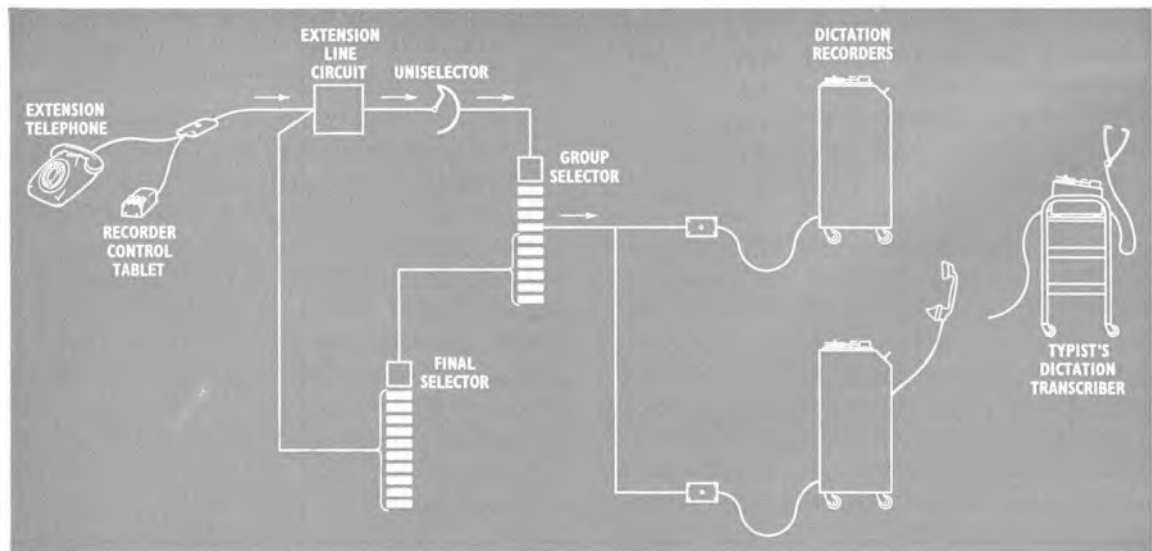 EXTENSION
TELEPHONE
RECORDER
CONTROL
TABLET
EXTENSION
LINE
CIRCUIT
UNISELECTOR
GROUP
SELECTOR
FINAL
SELECTOR
DICTATION
RECORDERS
TYPIST'S
DICTATION
TRANSCRIBER